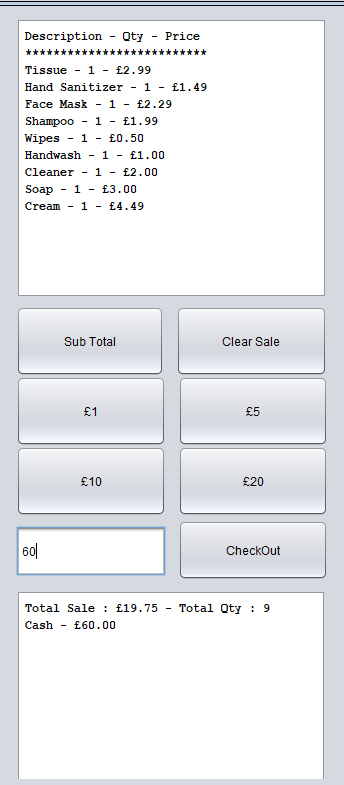 Description - Qty - Price
**************************
Tissue - 1 - £2.99
Hand Sanitizer - 1 - £1.49
Face Mask - 1 - £2.29
Shampoo - 1 - £1.99
Wipes - 1 - £0.50
Handwash - 1 - £1.00
Cleaner - 1 - £2.00
Soap - 1 - £3.00
Cream - 1 - £4.49
Sub Total
Clear Sale
£1
£5
£10
£20
60
CheckOut
Total Sale : £19.75 - Total Qty : 9
Cash - £60.00